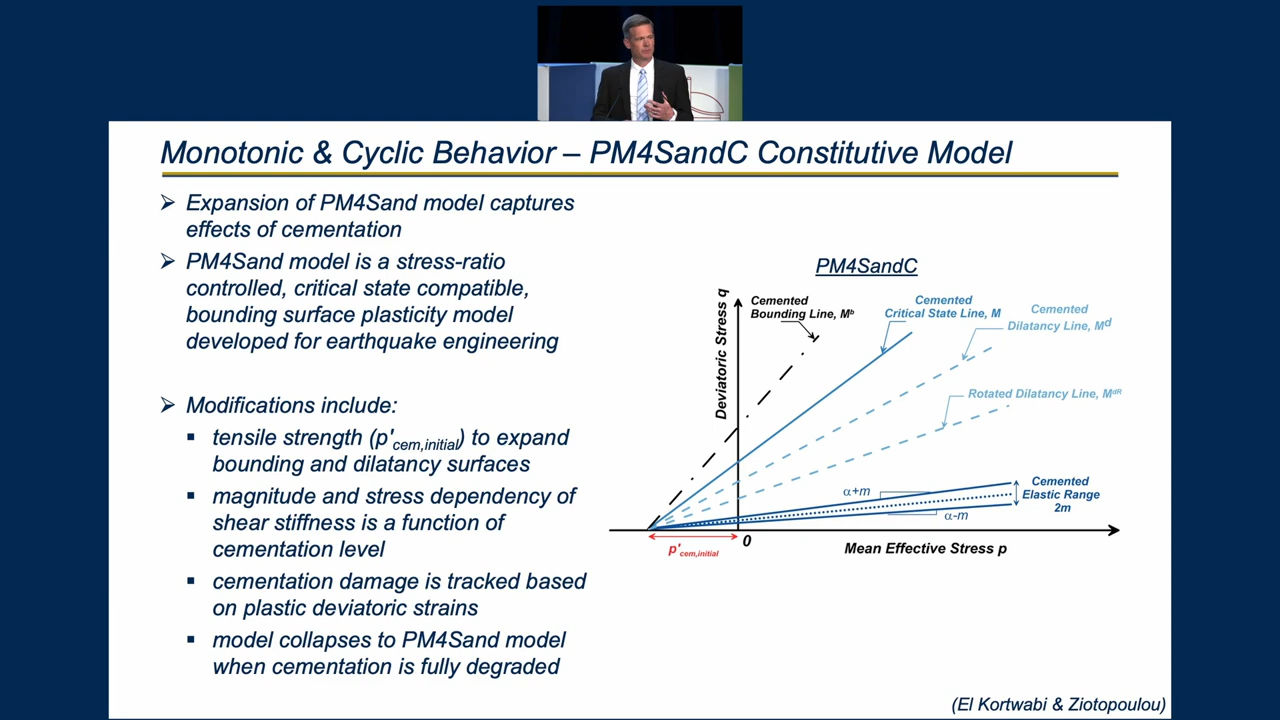 Monotonic & Cyclic Behavior – PM4SandC Constitutive Model
➢ Expansion of PM4Sand model captures
effects of cementation
➢ PM4Sand model is a stress-ratio
controlled, critical state compatible,
bounding surface plasticity model
developed for earthquake engineering
➢ Modifications include:
▪ tensile strength (p'cem,initial) to expand
bounding and dilatancy surfaces
▪ magnitude and stress dependency of
shear stiffness is a function of
cementation level
▪ cementation damage is tracked based
on plastic deviatoric strains
▪ model collapses to PM4Sand model
when cementation is fully degraded
PM4SandC
Deviatoric Stress q
Cemented
Bounding Line, Mᵇ
Cemented
Critical State Line, M
Cemented
Dilatancy Line, Mᵈ
Rotated Dilatancy Line, Mᵈᴿ
α+m
α-m
Cemented
Elastic Range
2m
p'cem,initial
0
Mean Effective Stress p
(El Kortwabi & Ziotopoulou)